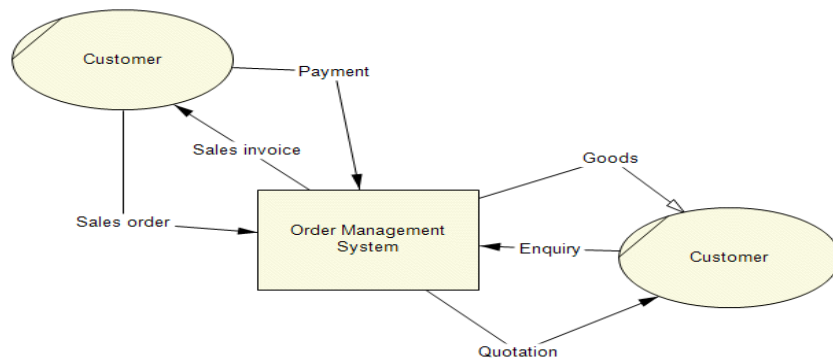 Customer
Payment
Sales invoice
Goods
Sales order
Order Management
System
Enquiry
Customer
Quotation